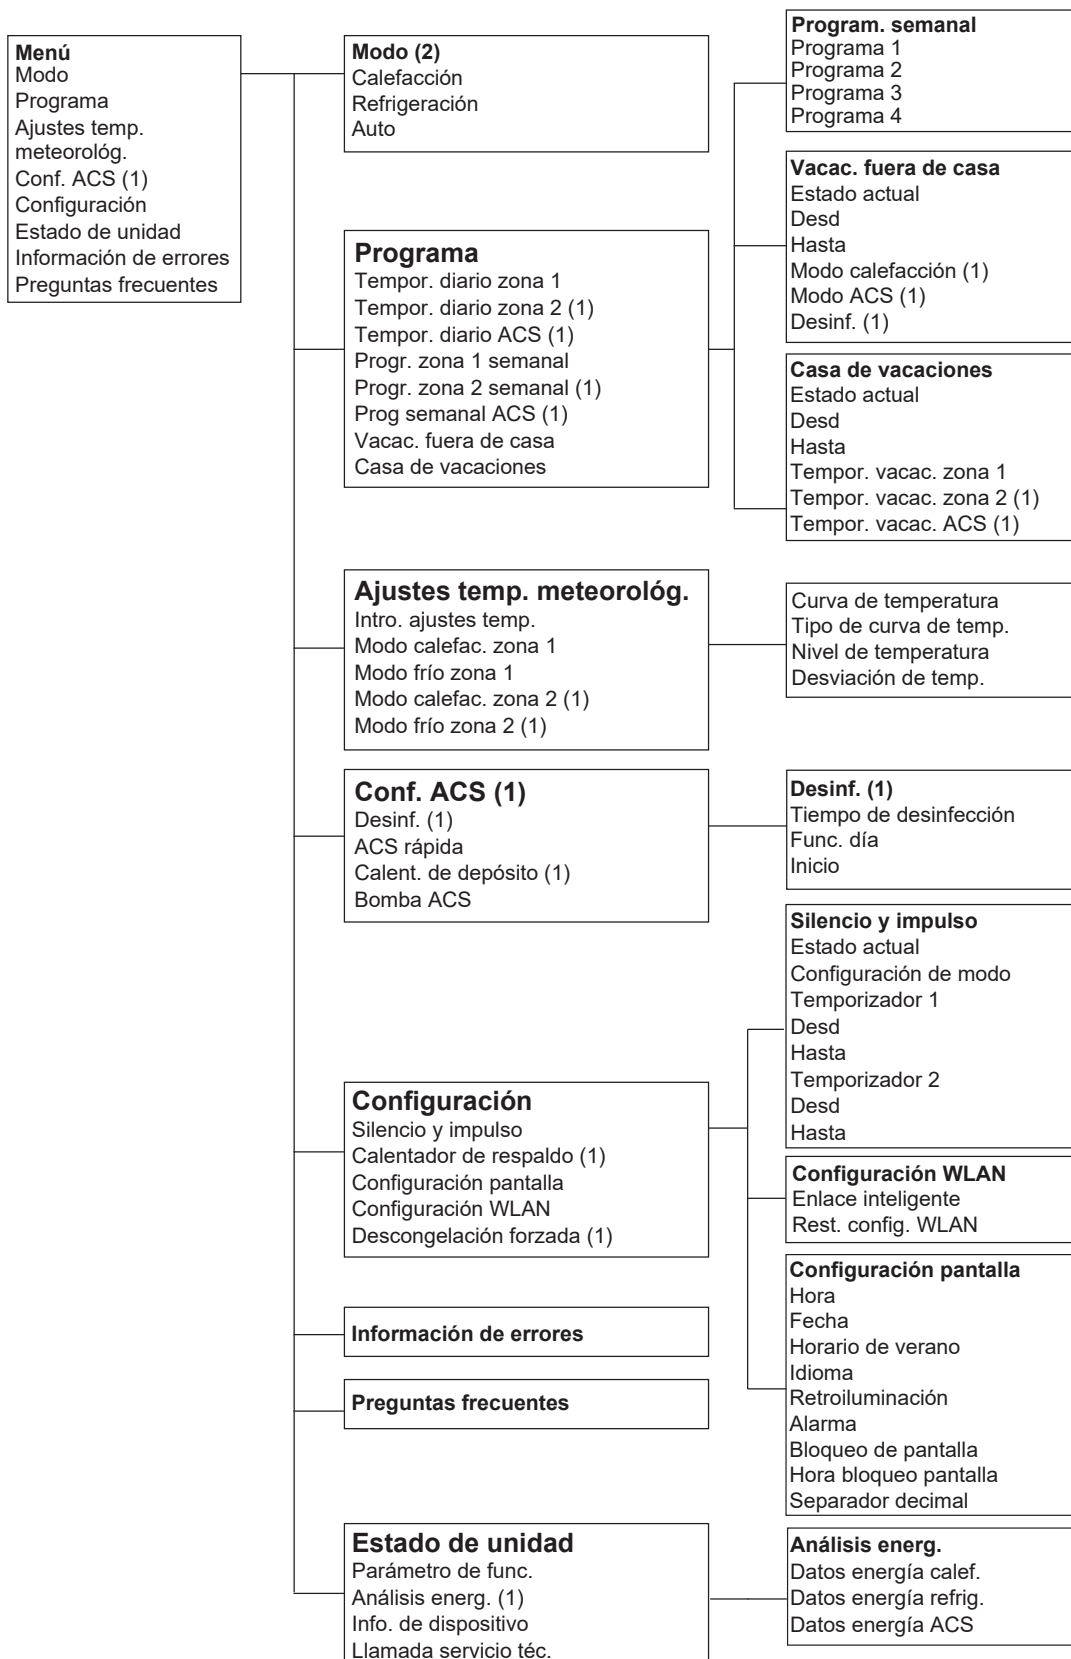 Menú
Modo
Programa
Ajustes temp.
meteorológ.
Conf. ACS (1)
Configuración
Estado de unidad
Información de errores
Preguntas frecuentes
Modo (2)
Calefacción
Refrigeración
Auto
Programa
Tempor. diario zona 1
Tempor. diario zona 2 (1)
Tempor. diario ACS (1)
Progr. zona 1 semanal
Progr. zona 2 semanal (1)
Prog semanal ACS (1)
Vacac. fuera de casa
Casa de vacaciones
Program. semanal
Programa 1
Programa 2
Programa 3
Programa 4
Vacac. fuera de casa
Estado actual
Desd
Hasta
Modo calefacción (1)
Modo ACS (1)
Desinf. (1)
Casa de vacaciones
Estado actual
Desd
Hasta
Tempor. vacac. zona 1
Tempor. vacac. zona 2 (1)
Tempor. vacac. ACS (1)
Ajustes temp. meteorológ.
Intro. ajustes temp.
Modo calefac. zona 1
Modo frío zona 1
Modo calefac. zona 2 (1)
Modo frío zona 2 (1)
Curva de temperatura
Tipo de curva de temp.
Nivel de temperatura
Desviación de temp.
Conf. ACS (1)
Desinf. (1)
ACS rápida
Calent. de depósito (1)
Bomba ACS
Desinf. (1)
Tiempo de desinfección
Func. día
Inicio
Configuración
Silencio y impulso
Calentador de respaldo (1)
Configuración pantalla
Configuración WLAN
Descongelación forzada (1)
Silencio y impulso
Estado actual
Configuración de modo
Temporizador 1
Desd
Hasta
Temporizador 2
Desd
Hasta
Configuración WLAN
Enlace inteligente
Rest. config. WLAN
Configuración pantalla
Hora
Fecha
Horario de verano
Idioma
Retroiluminación
Alarma
Bloqueo de pantalla
Hora bloqueo pantalla
Separador decimal
Información de errores
Preguntas frecuentes
Estado de unidad
Parámetro de func.
Análisis energ. (1)
Info. de dispositivo
Llamada servicio téc.
Análisis energ.
Datos energía calef.
Datos energía refrig.
Datos energía ACS